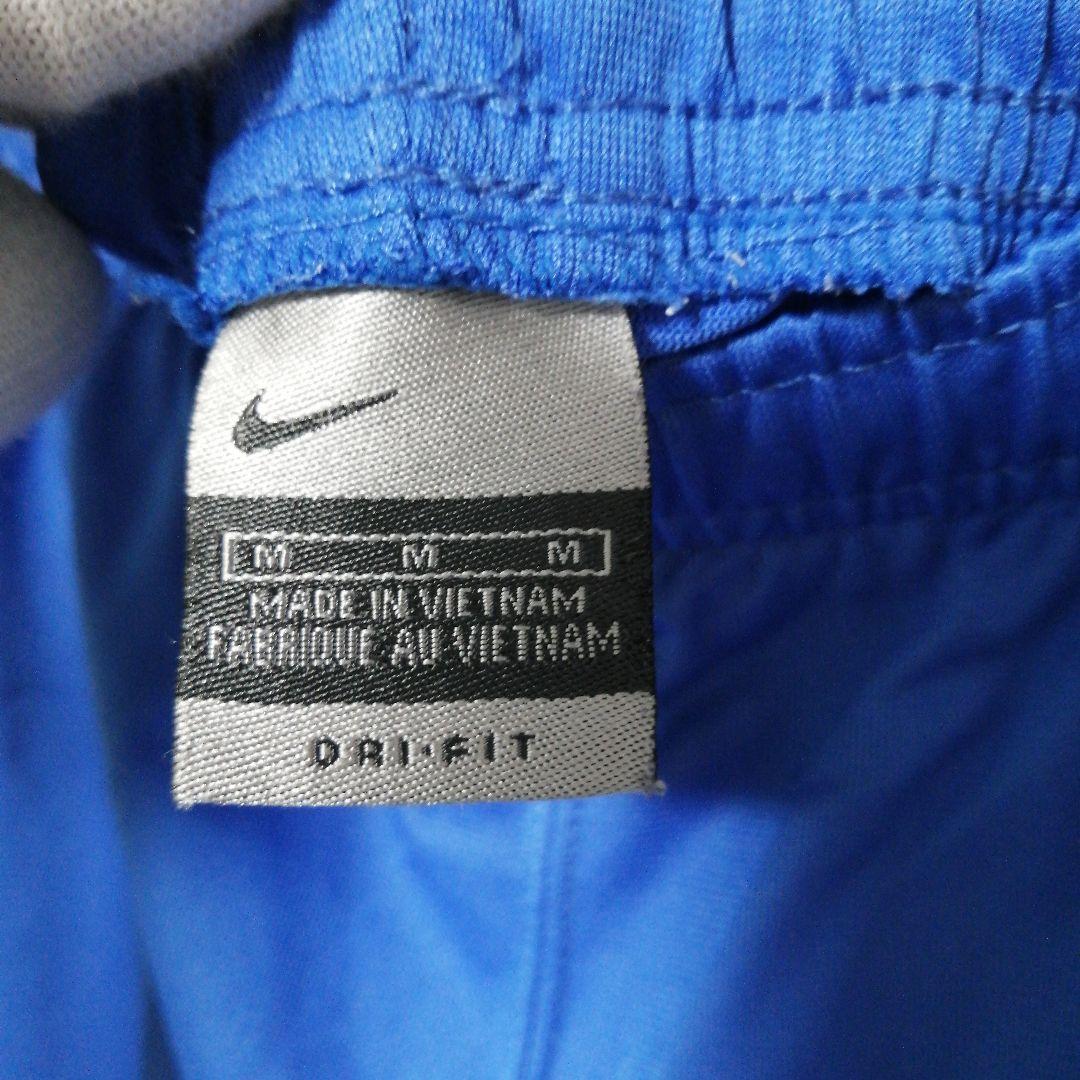 M M M
MADE IN VIETNAM
FABRIQUE AU VIETNAM
DRI·FIT